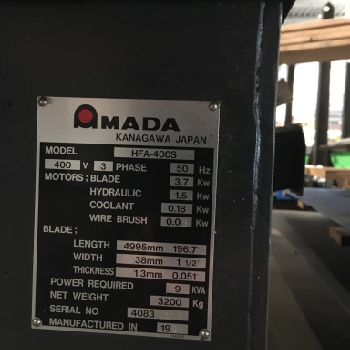 AMADA
KANAGAWA JAPAN
MODEL HFA-400S
400 V 3 PHASE 50 Hz
MOTORS; BLADE 3.7 Kw
HYDRAULIC 1.5 Kw
COOLANT 0.18 Kw
WIRE BRUSH Kw
BLADE;
LENGTH 4995mm 196.7"
WIDTH 38mm 1 1/2"
THICKNESS 13mm 0.051"
POWER REQUIRED 9 KVA
NET WEIGHT 3200 Kg
SERIAL NO 4083
MANUFACTURED IN 19